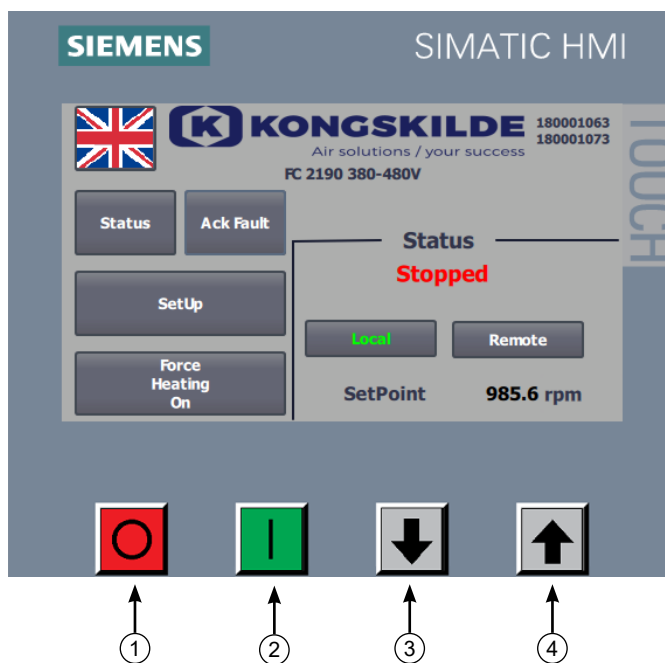 SIEMENS
SIMATIC HMI
TOUCH
K KONGSKILDE
Air solutions / your success
180001063
180001073
FC 2190 380-480V
Status
Ack Fault
SetUp
Force
Heating
On
Status
Stopped
Local
Remote
SetPoint 985.6 rpm
1
2
3
4